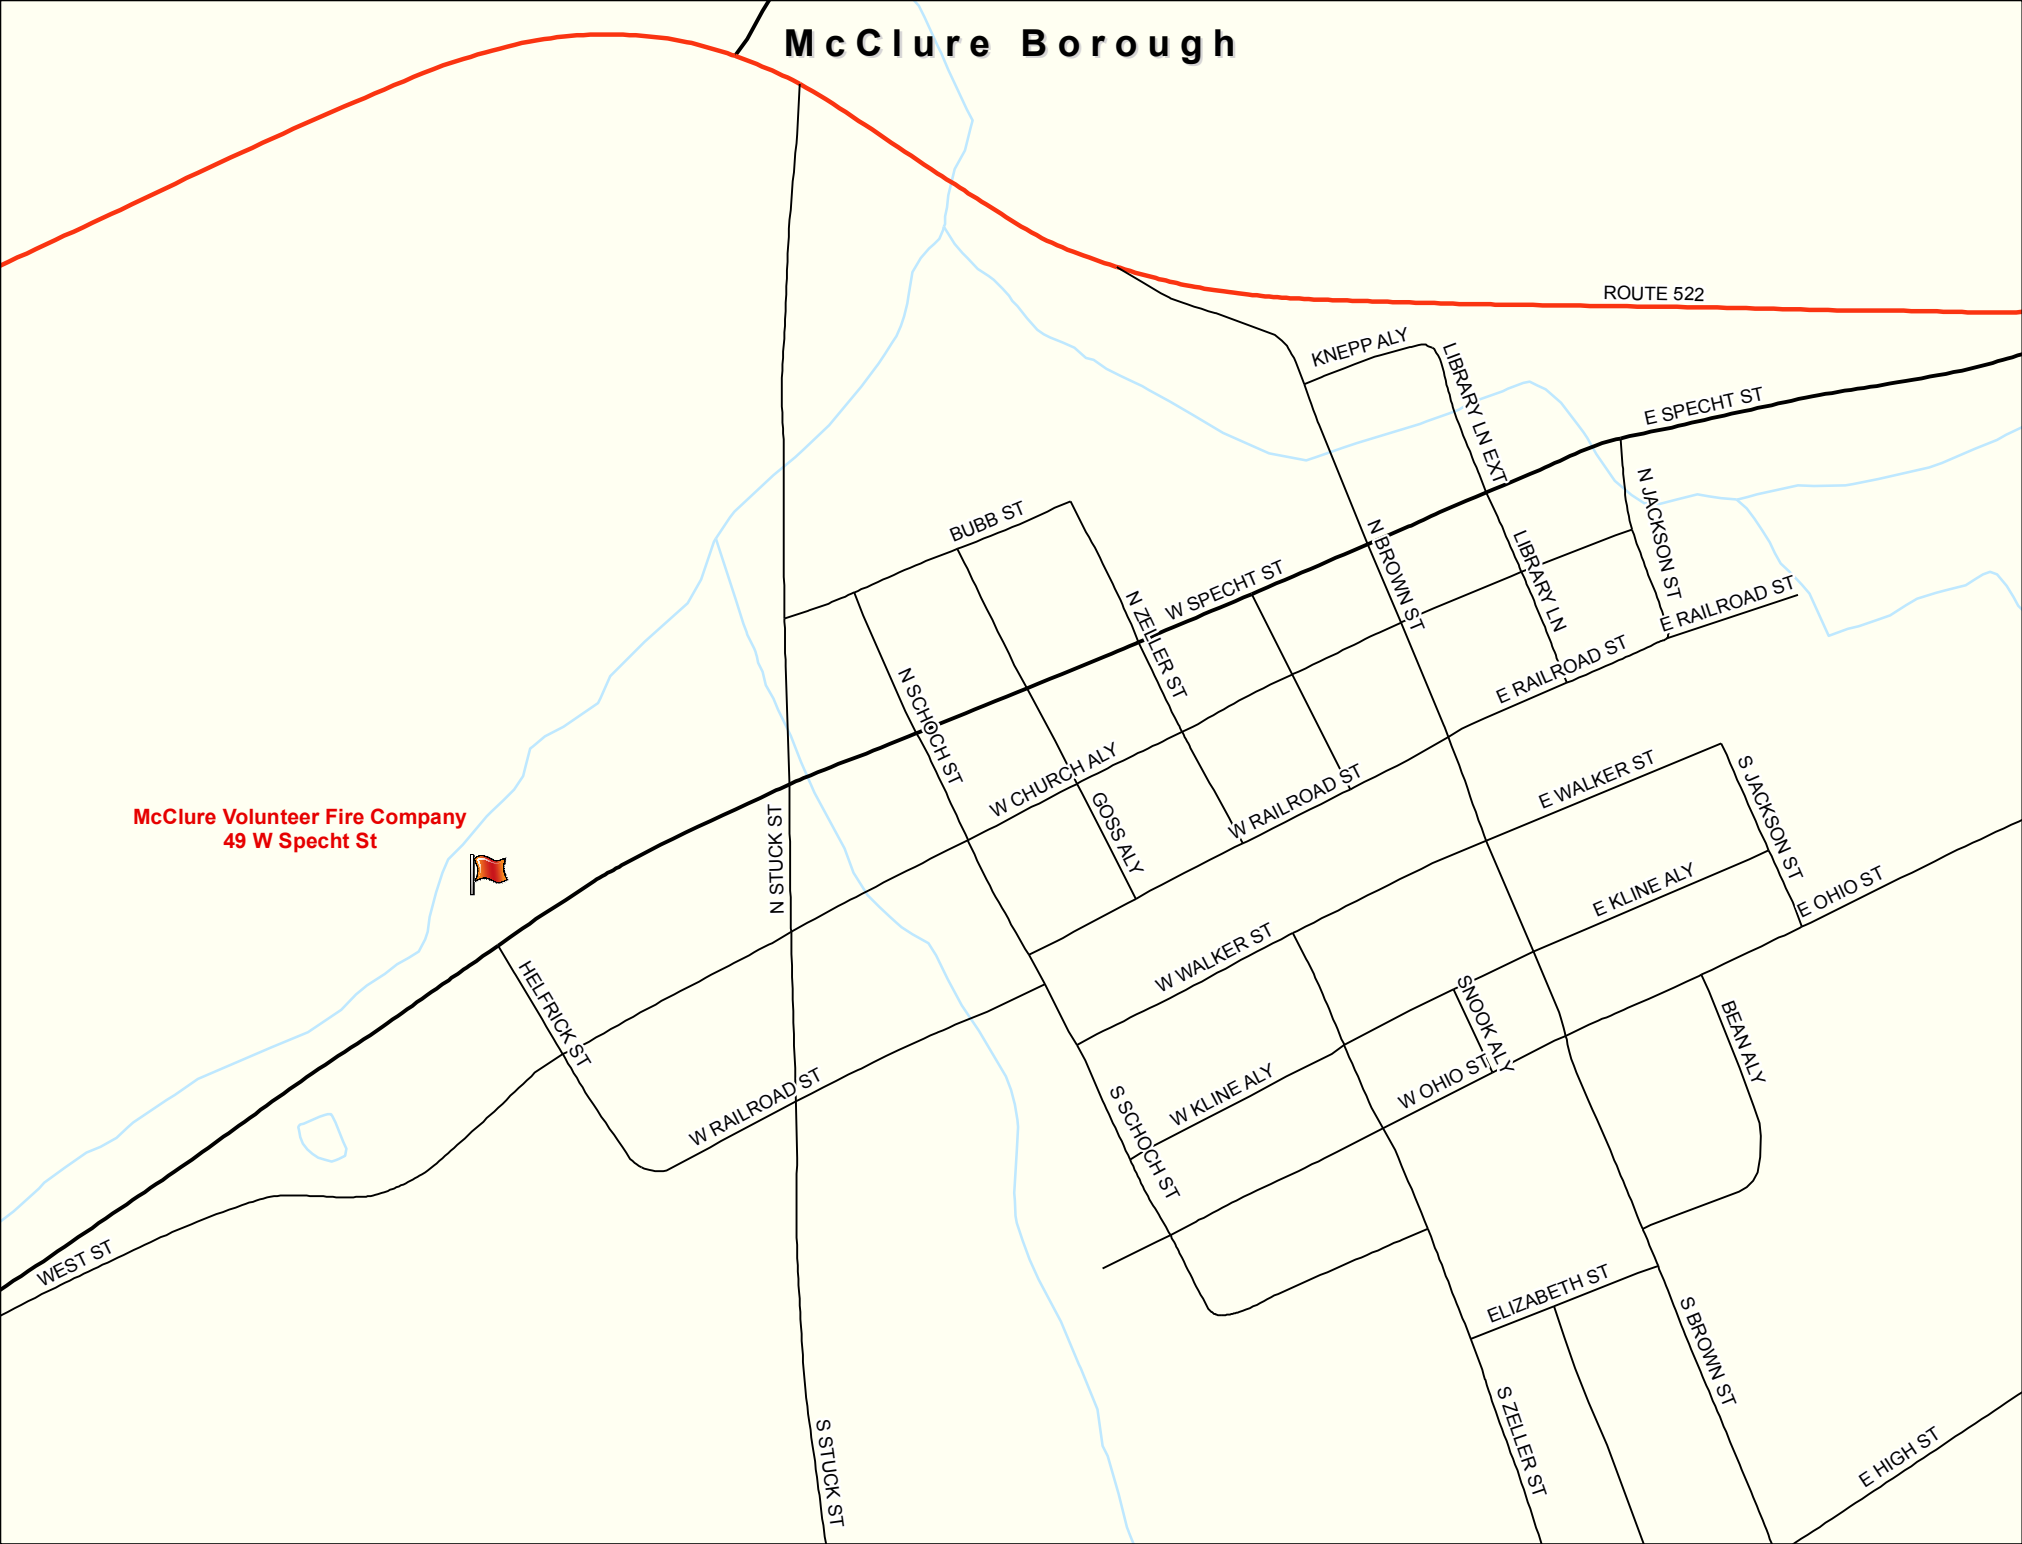 McClure Borough
ROUTE 522
KNEPP ALY
LIBRARY LN EXT
E SPECHT ST
N JACKSON ST
BUBB ST
N BROWN ST
LIBRARY LN
W SPECHT ST
N ZELLER ST
E RAILROAD ST
E RAILROAD ST
N SCHOCH ST
W CHURCH ALY
GOSS ALY
W RAILROAD ST
E WALKER ST
S JACKSON ST
McClure Volunteer Fire Company
49 W Specht St
N STUCK ST
E KLINE ALY
E OHIO ST
W WALKER ST
HELFRICK ST
SNOOK ALY
BEAN ALY
W RAILROAD ST
W KLINE ALY
W OHIO ST
S SCHOCH ST
WEST ST
ELIZABETH ST
S BROWN ST
S ZELLER ST
S STUCK ST
E HIGH ST